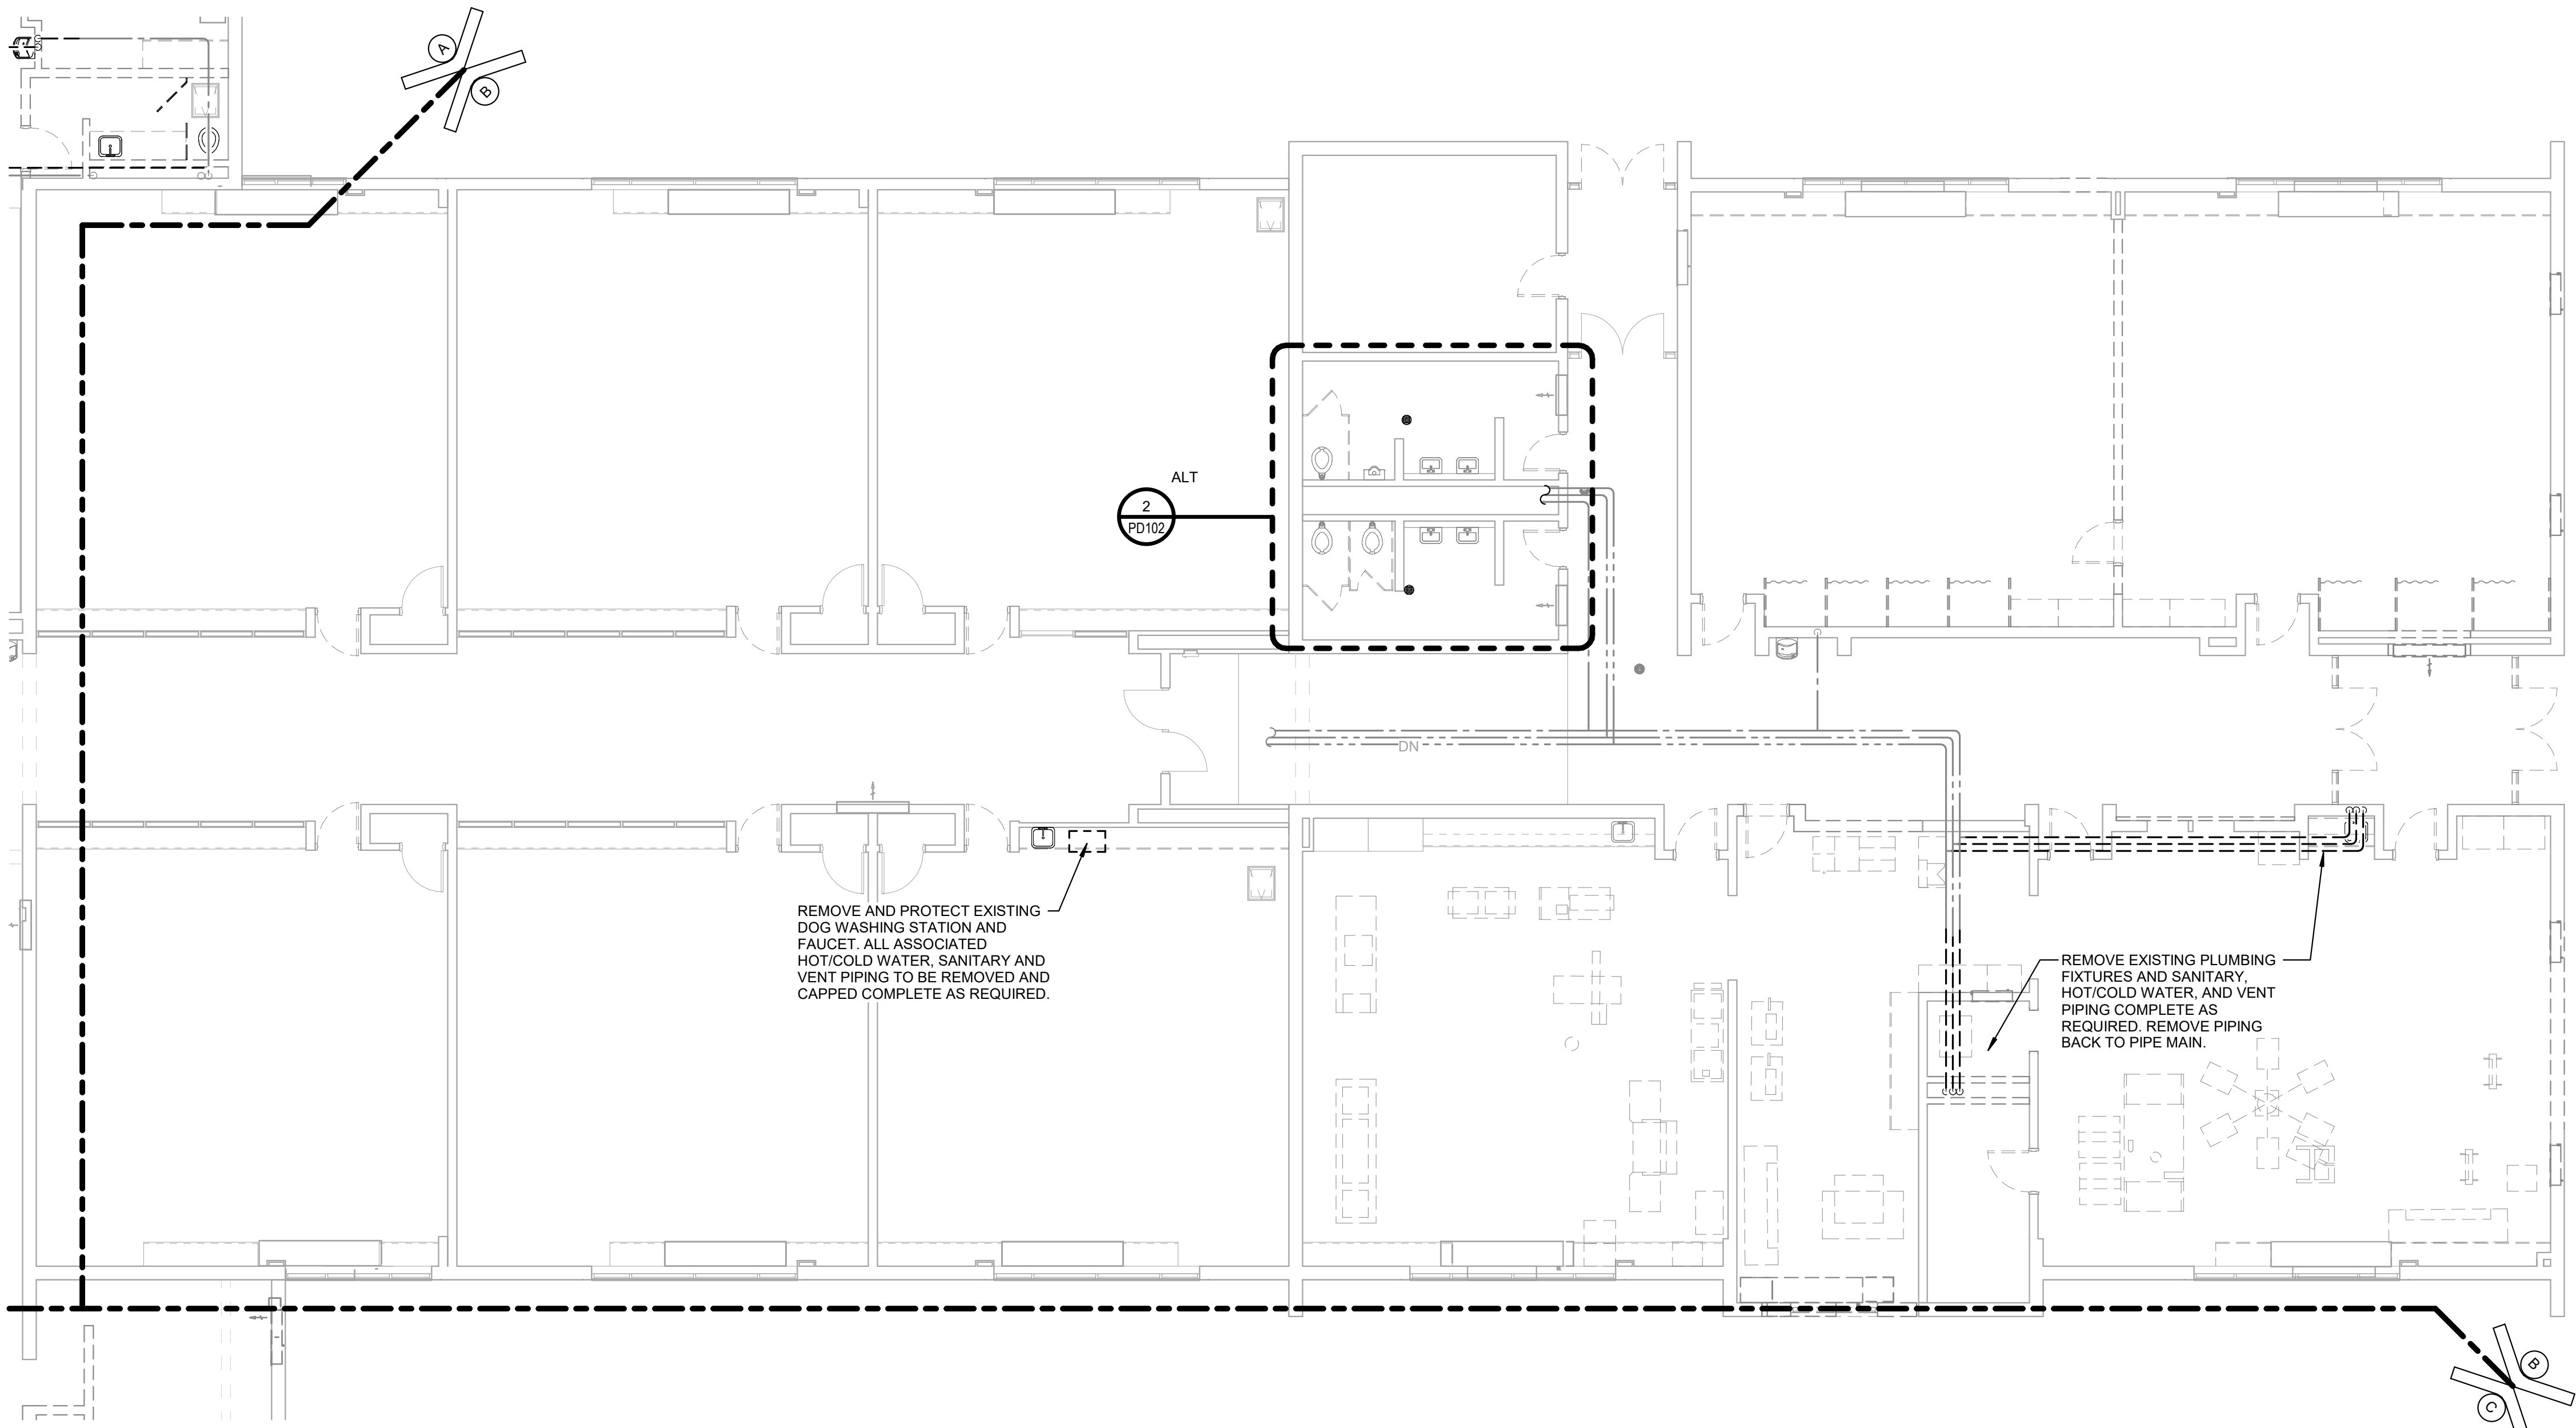 A
B
ALT
2
PD102
DN
REMOVE AND PROTECT EXISTING
DOG WASHING STATION AND
FAUCET. ALL ASSOCIATED
HOT/COLD WATER, SANITARY AND
VENT PIPING TO BE REMOVED AND
CAPPED COMPLETE AS REQUIRED.
REMOVE EXISTING PLUMBING
FIXTURES AND SANITARY,
HOT/COLD WATER, AND VENT
PIPING COMPLETE AS
REQUIRED. REMOVE PIPING
BACK TO PIPE MAIN.
B
C